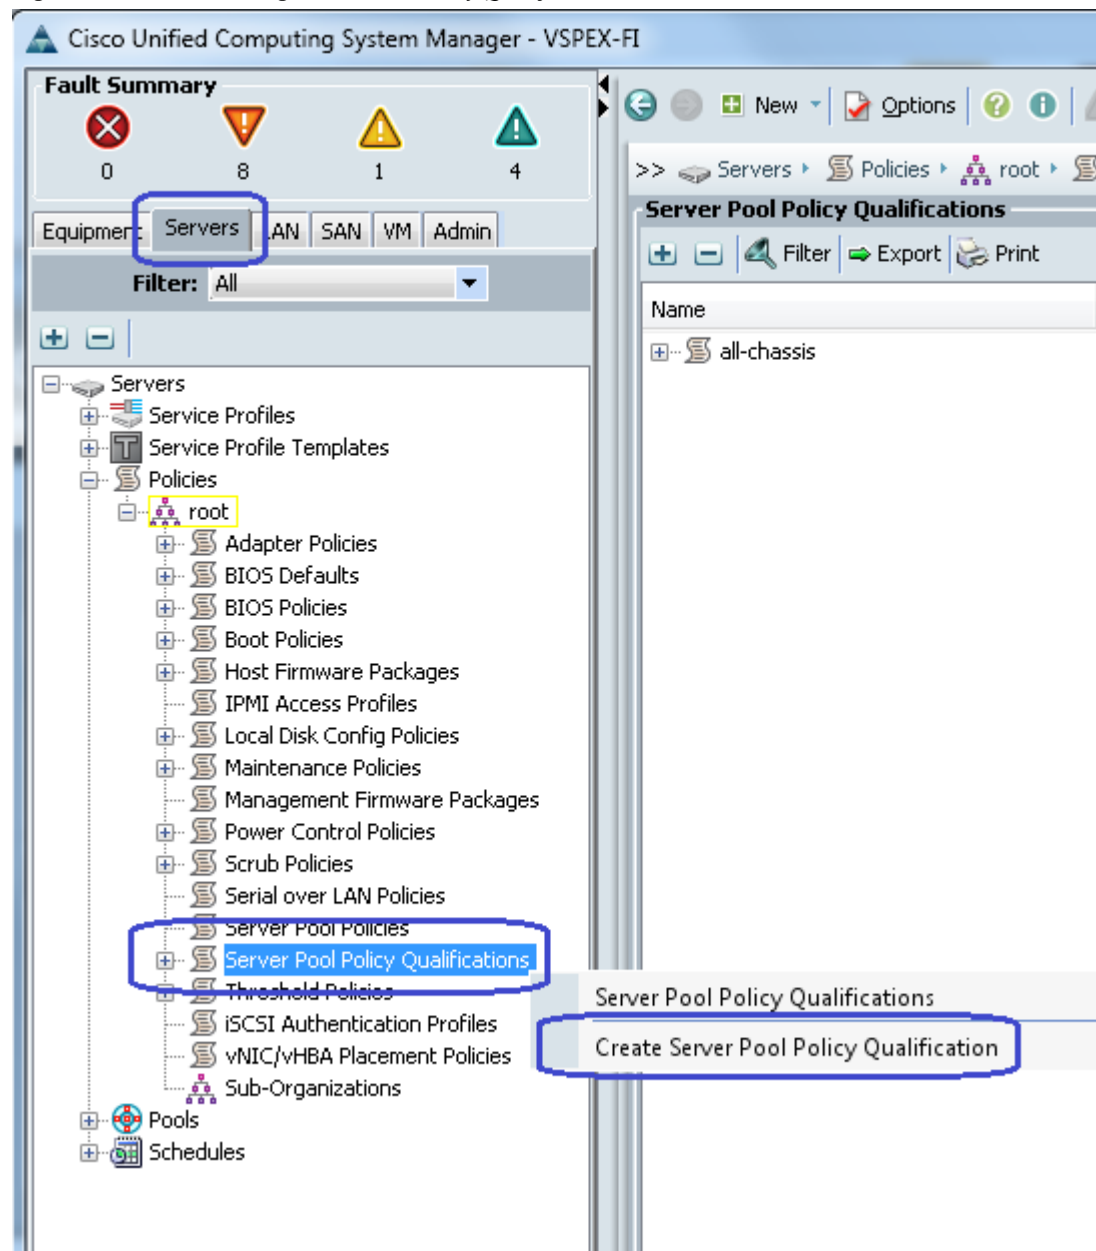 Cisco Unified Computing System Manager - VSPEX-FI
Fault Summary
0 8 1 4
Equipment Servers LAN SAN VM Admin
Filter: All
Servers
Service Profiles
Service Profile Templates
Policies
root
Adapter Policies
BIOS Defaults
BIOS Policies
Boot Policies
Host Firmware Packages
IPMI Access Profiles
Local Disk Config Policies
Maintenance Policies
Management Firmware Packages
Power Control Policies
Scrub Policies
Serial over LAN Policies
Server Pool Policies
Server Pool Policy Qualifications
Threshold Policies
iSCSI Authentication Profiles
vNIC/vHBA Placement Policies
Sub-Organizations
Pools
Schedules
New Options
>> Servers Policies root
Server Pool Policy Qualifications
Filter Export Print
Name
all-chassis
Server Pool Policy Qualifications
Create Server Pool Policy Qualification